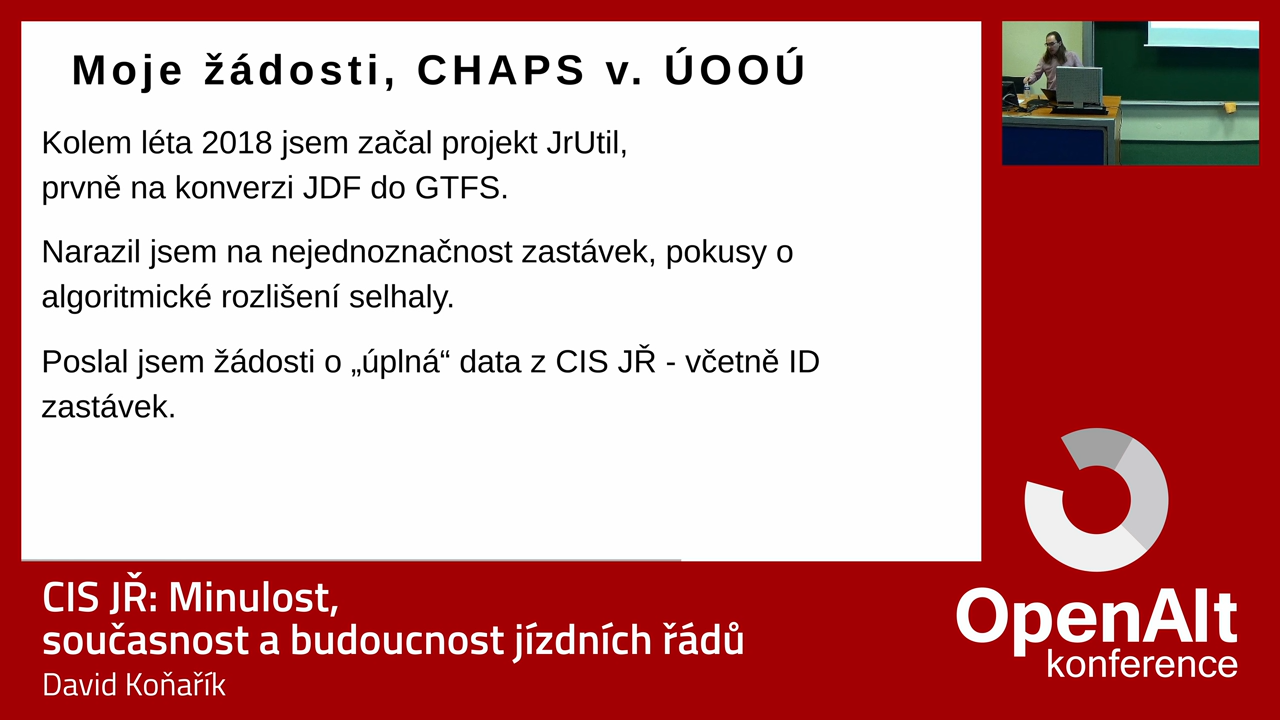 Moje žádosti, CHAPS v. ÚOOÚ
Kolem léta 2018 jsem začal projekt JrUtil,
prvně na konverzi JDF do GTFS.
Narazil jsem na nejednoznačnost zastávek, pokusy o
algoritmické rozlišení selhaly.
Poslal jsem žádosti o „úplná“ data z CIS JŘ - včetně ID
zastávek.
CIS JŘ: Minulost,
současnost a budoucnost jízdních řádů
David Koňařík
OpenAlt
konference